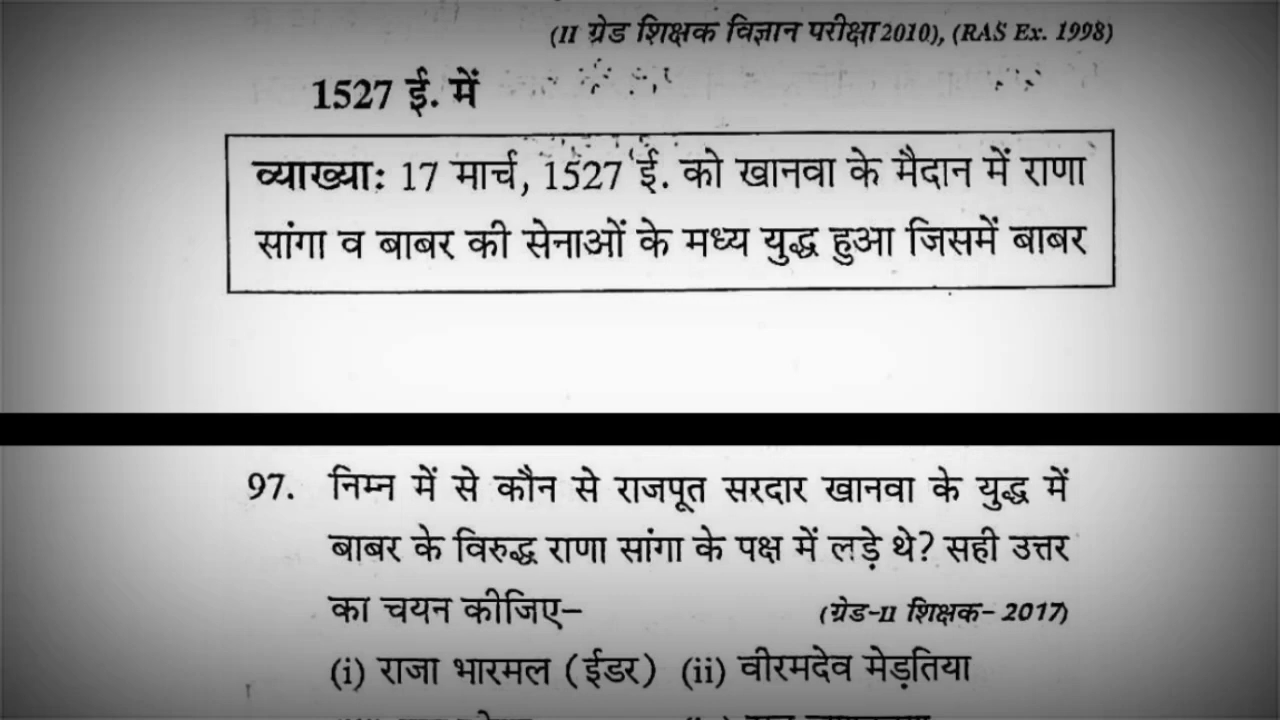 (II ग्रेड शिक्षक विज्ञान परीक्षा 2010), (RAS Ex. 1998)
1527 ई. में
व्याख्याः 17 मार्च, 1527 ई. को खानवा के मैदान में राणा
सांगा व बाबर की सेनाओं के मध्य युद्ध हुआ जिसमें बाबर
97. निम्न में से कौन से राजपूत सरदार खानवा के युद्ध में
बाबर के विरुद्ध राणा सांगा के पक्ष में लड़े थे? सही उत्तर
का चयन कीजिए– (ग्रेड-II शिक्षक- 2017)
(i) राजा भारमल (ईडर) (ii) वीरमदेव मेड़तिया